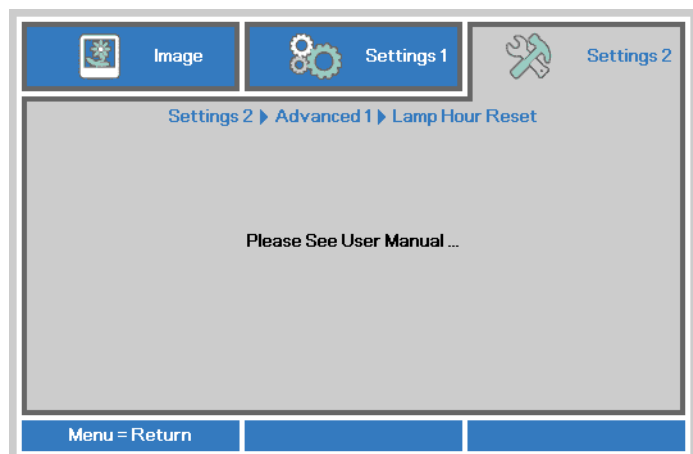 Image
Settings 1
Settings 2
Settings 2 ▶ Advanced 1 ▶ Lamp Hour Reset
Please See User Manual ...
Menu = Return